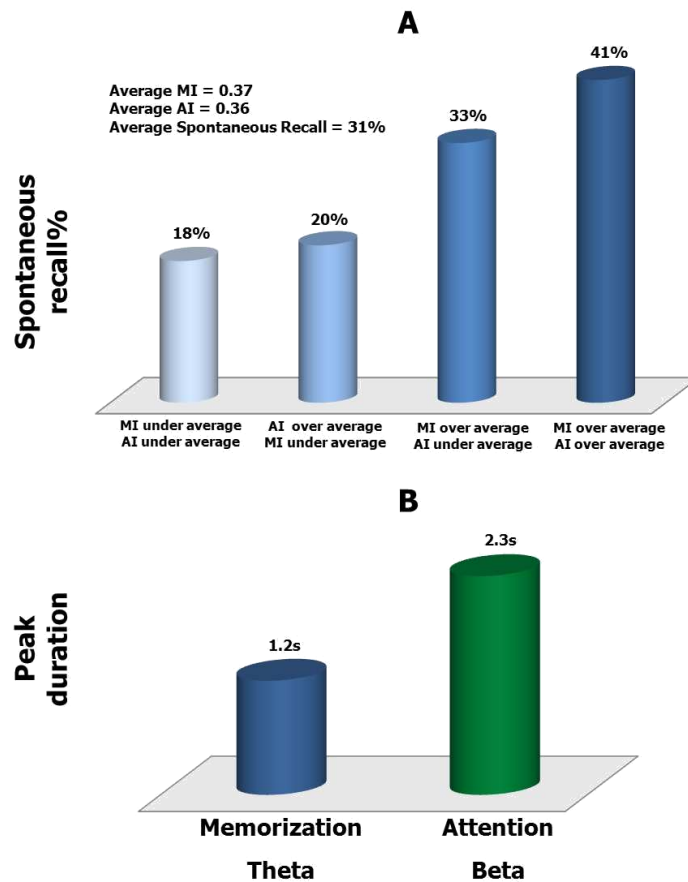 A
41%
Average MI = 0.37
Average AI = 0.36
Average Spontaneous Recall = 31%
33%
18%
20%
Spontaneous
recall%
MI under average
AI under average
AI over average
MI under average
MI over average
AI under average
MI over average
AI over average
B
2.3s
1.2s
Peak
duration
Memorization
Theta
Attention
Beta